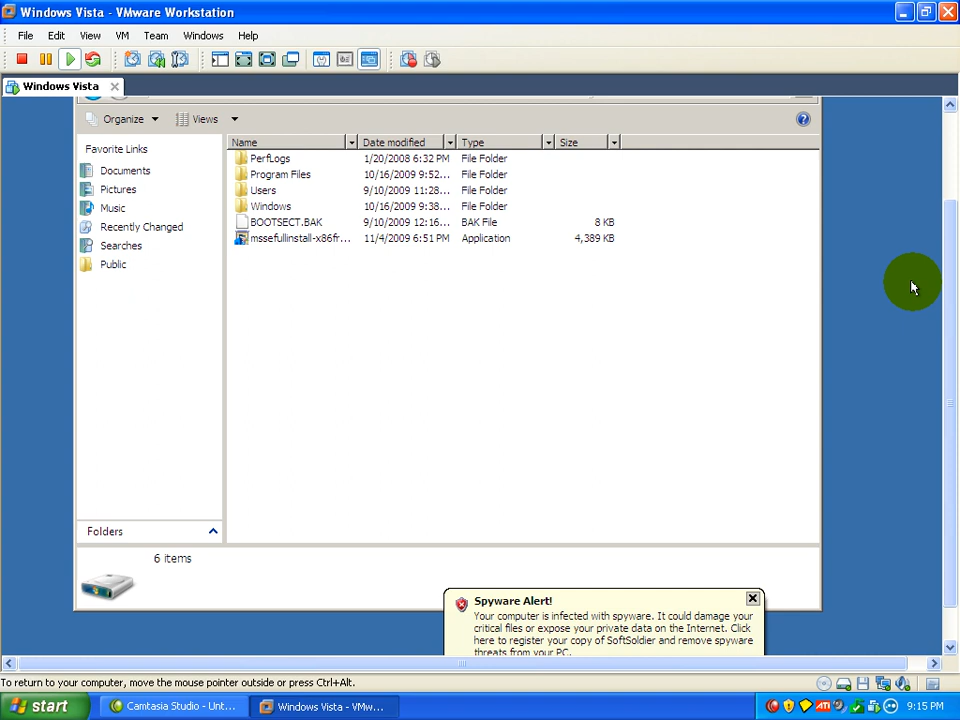 Windows Vista - VMware Workstation
File Edit View VM Team Windows Help
Windows Vista
Organize Views
Favorite Links
Documents
Pictures
Music
Recently Changed
Searches
Public
Folders
Name Date modified Type Size
PerfLogs 1/20/2008 6:32 PM File Folder
Program Files 10/16/2009 9:52... File Folder
Users 9/10/2009 11:28... File Folder
Windows 10/16/2009 9:38... File Folder
BOOTSECT.BAK 9/10/2009 12:16... BAK File 8 KB
mssefullinstall-x86fr... 11/4/2009 6:51 PM Application 4,389 KB
6 items
Spyware Alert!
Your computer is infected with spyware. It could damage your
critical files or expose your private data on the Internet. Click
here to register your copy of SoftSoldier and remove spyware
threats from your PC.
To return to your computer, move the mouse pointer outside or press Ctrl+Alt.
start Camtasia Studio - Unt... Windows Vista - VMw... ATI 9:15 PM